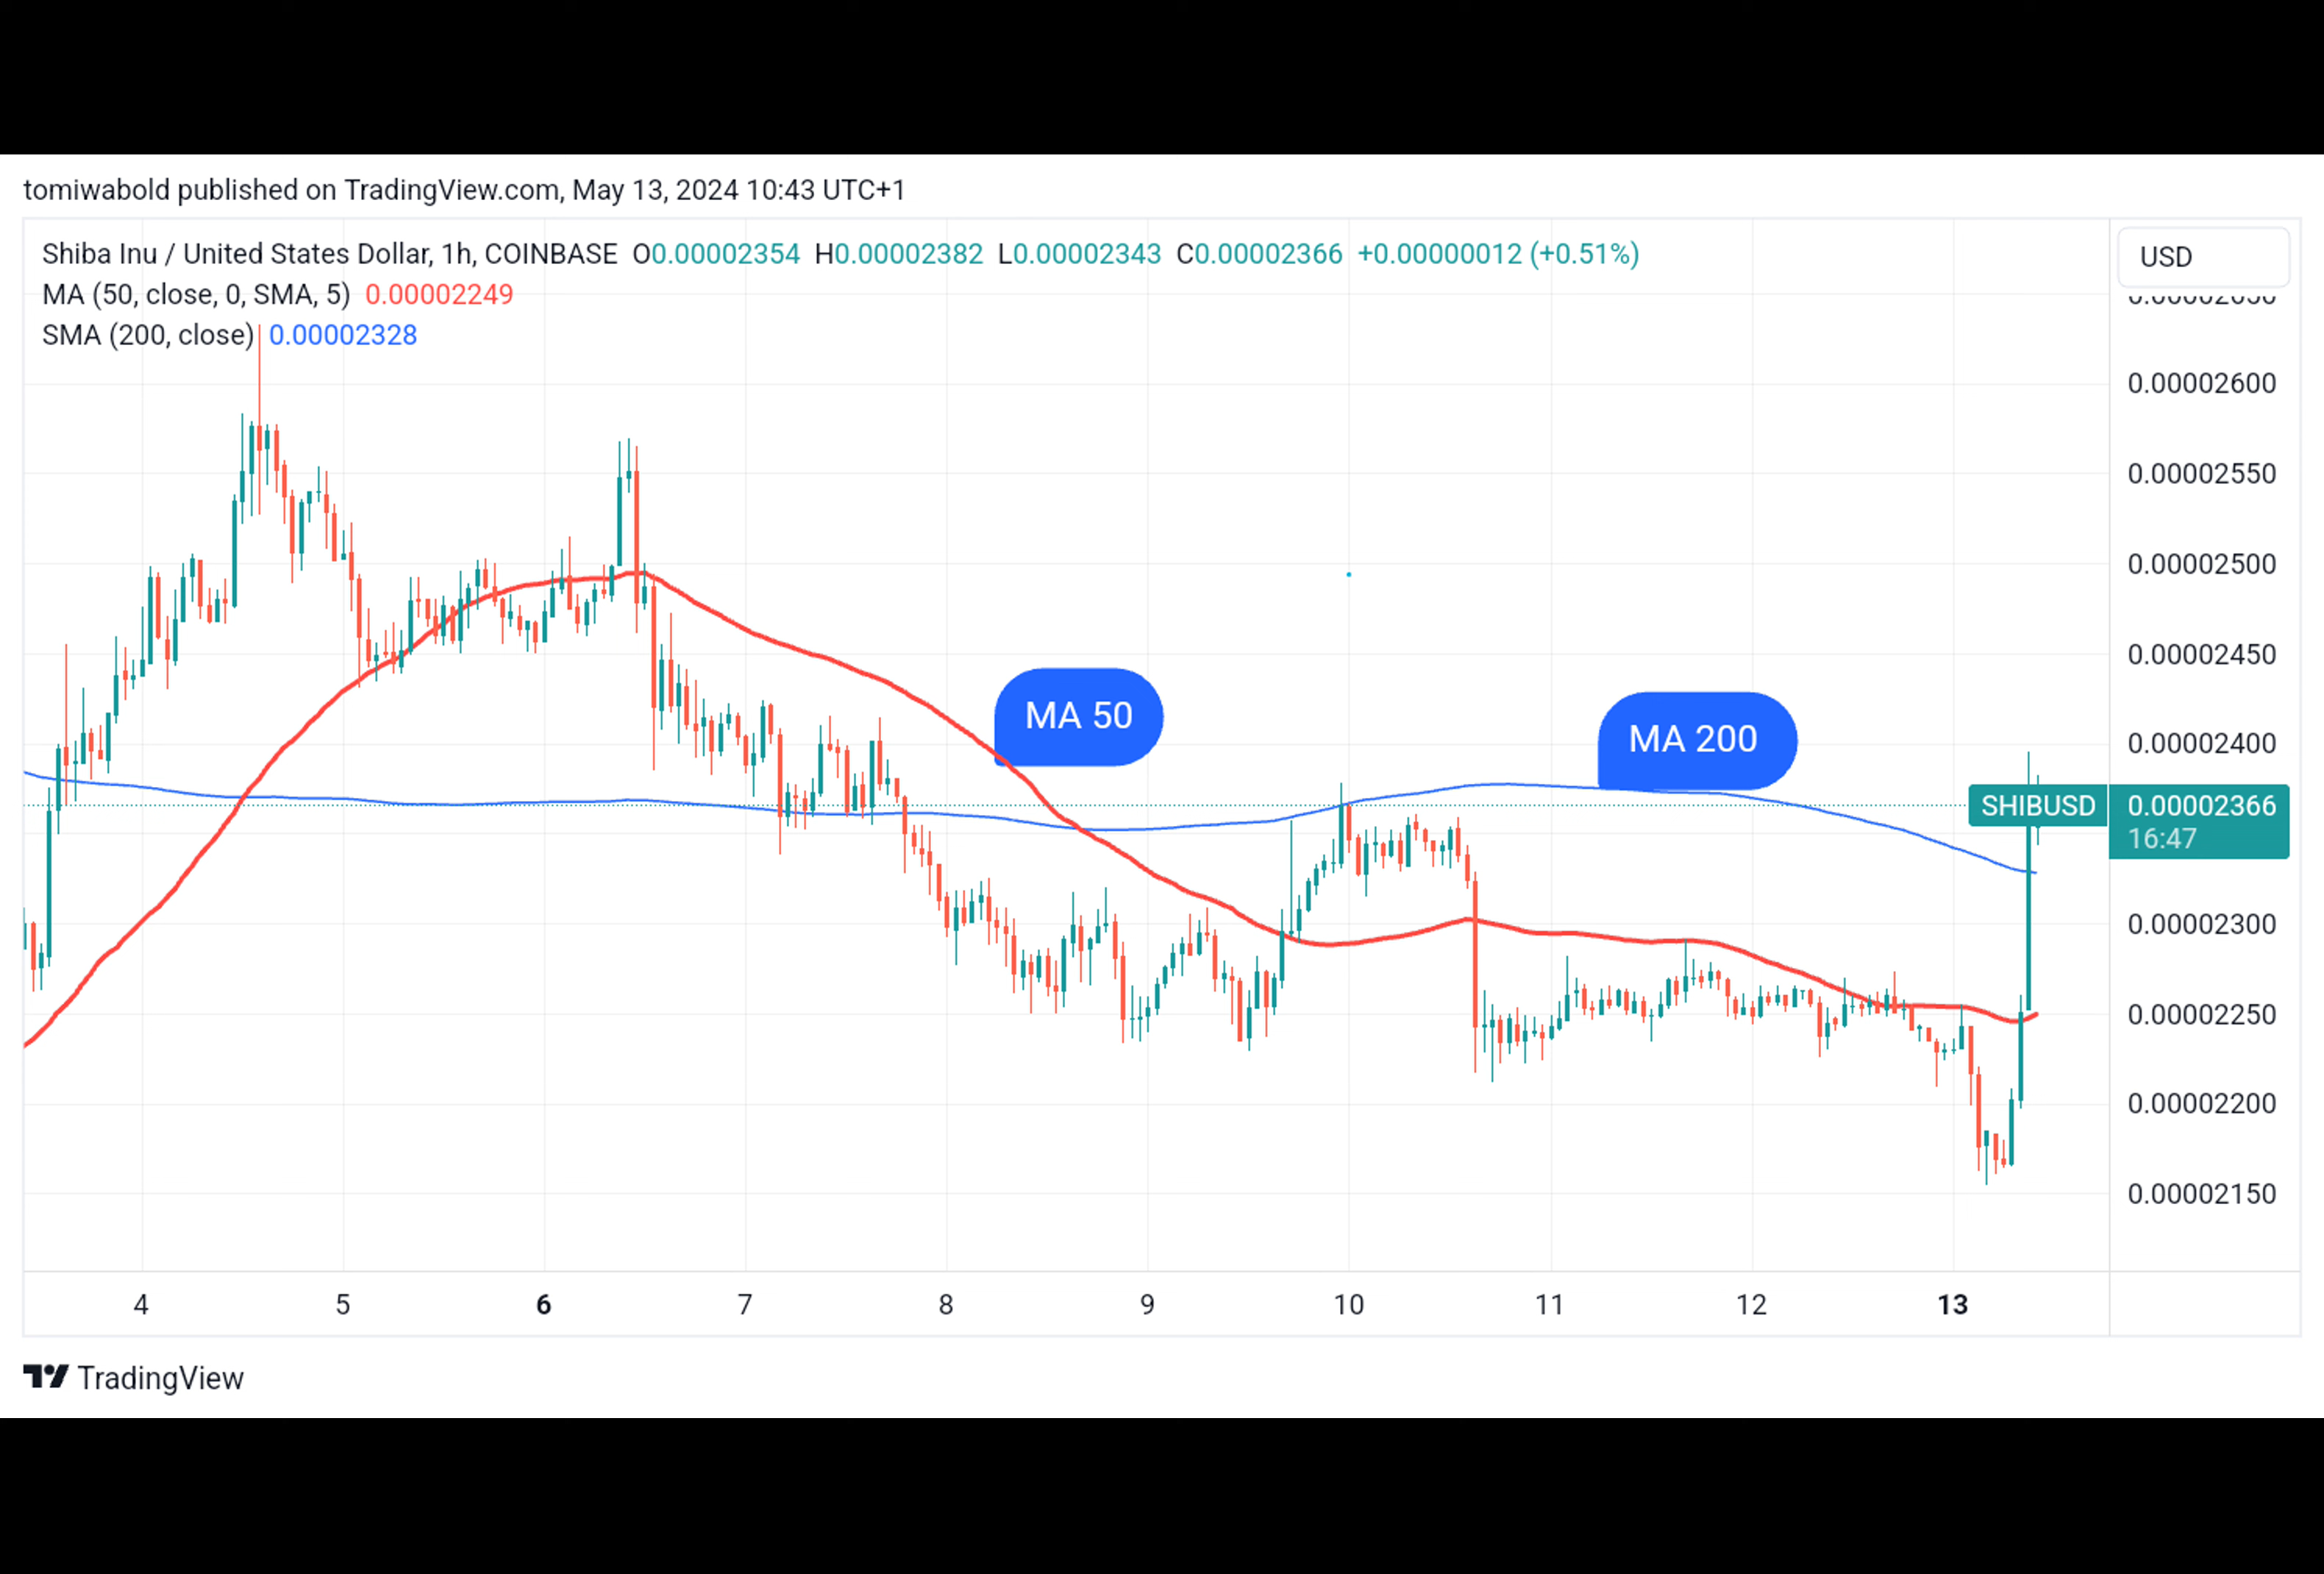 tomiwabold published on TradingView.com, May 13, 2024 10:43 UTC+1
Shiba Inu / United States Dollar, 1h, COINBASE O0.00002354 H0.00002382 L0.00002343 C0.00002366 +0.00000012 (+0.51%)
MA (50, close, 0, SMA, 5) 0.00002249
SMA (200, close) 0.00002328
USD
0.00002600
0.00002550
0.00002500
0.00002450
0.00002400
MA 50
MA 200
SHIBUSD 0.00002366
16:47
0.00002300
0.00002250
0.00002200
0.00002150
4 5 6 7 8 9 10 11 12 13
TradingView